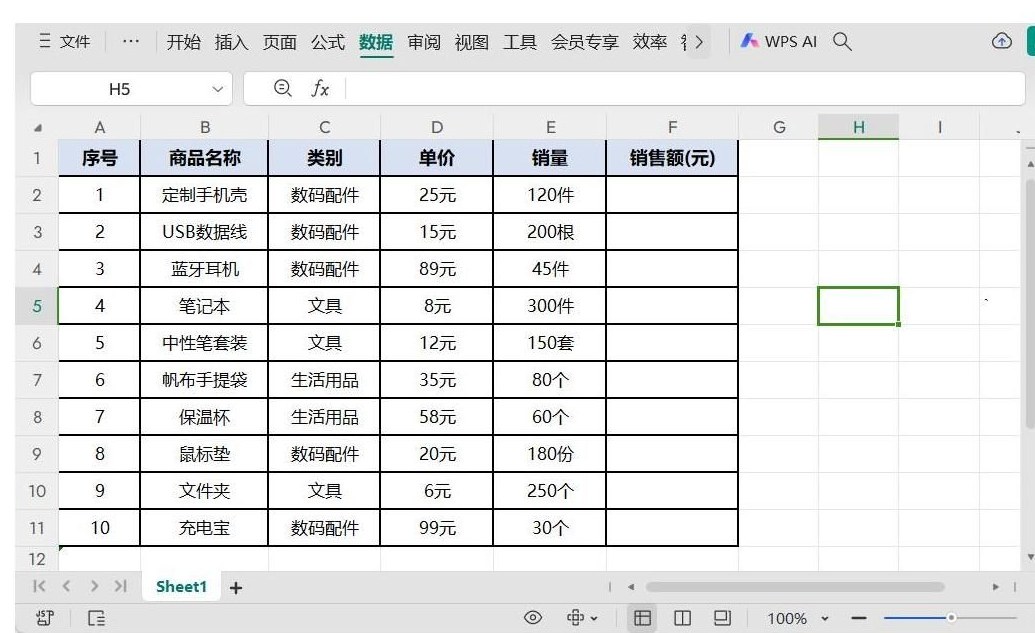 文件 ··· 开始 插入 页面 公式 数据 审阅 视图 工具 会员专享 效率 WPS AI
H5 fx
A B C D E F G H I
1 序号 商品名称 类别 单价 销量 销售额(元)
2 1 定制手机壳 数码配件 25元 120件
3 2 USB数据线 数码配件 15元 200根
4 3 蓝牙耳机 数码配件 89元 45件
5 4 笔记本 文具 8元 300件
6 5 中性笔套装 文具 12元 150套
7 6 帆布手提袋 生活用品 35元 80个
8 7 保温杯 生活用品 58元 60个
9 8 鼠标垫 数码配件 20元 180份
10 9 文件夹 文具 6元 250个
11 10 充电宝 数码配件 99元 30个
12
Sheet1 +
100%